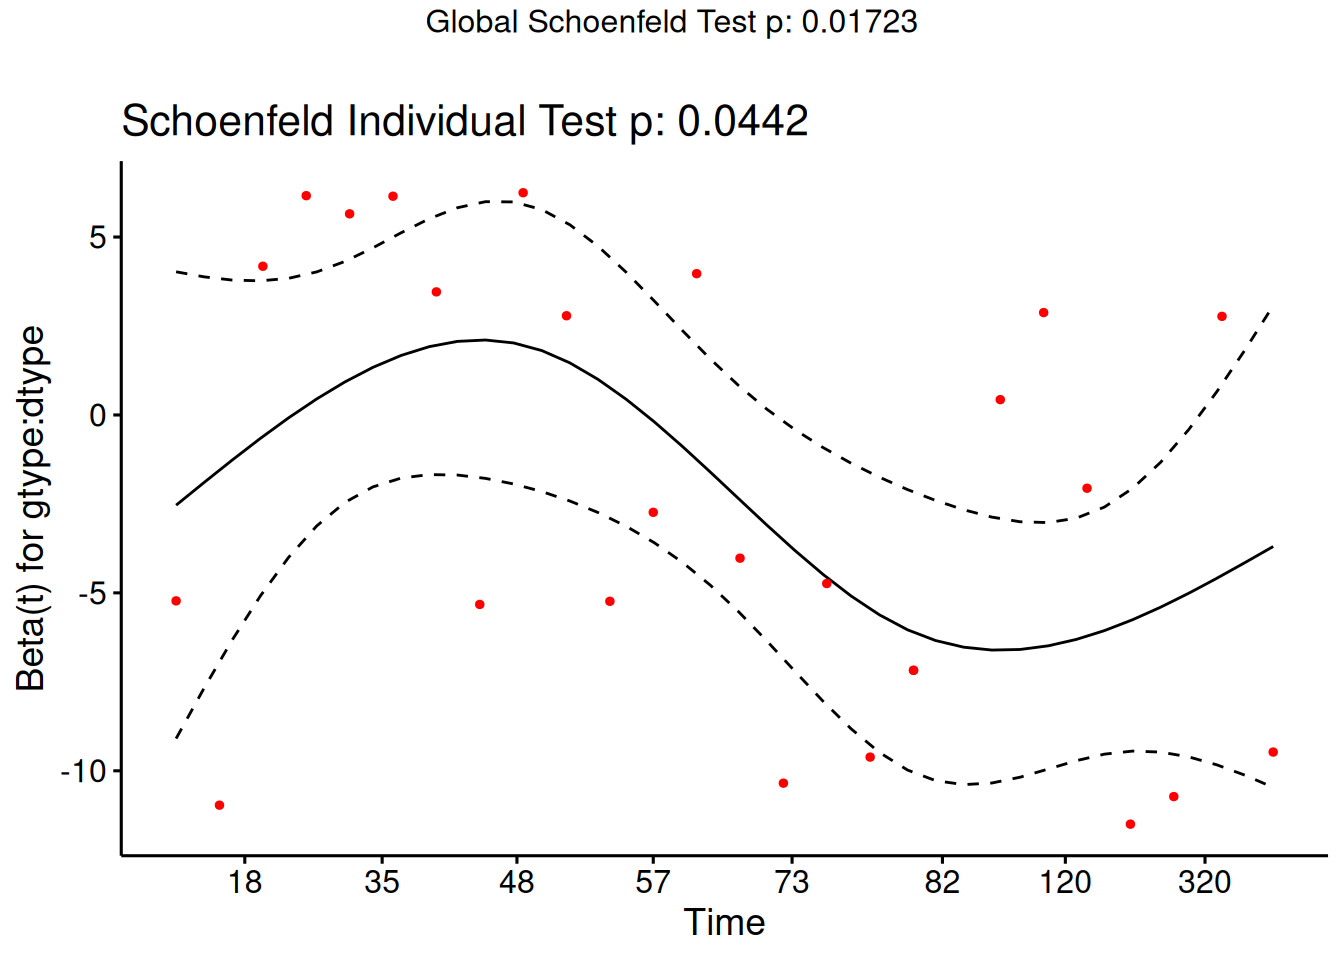 Global Schoenfeld Test p: 0.01723
Schoenfeld Individual Test p: 0.0442
Beta(t) for gtype:dtype
5
0
-5
-10
18 35 48 57 73 82 120 320
Time